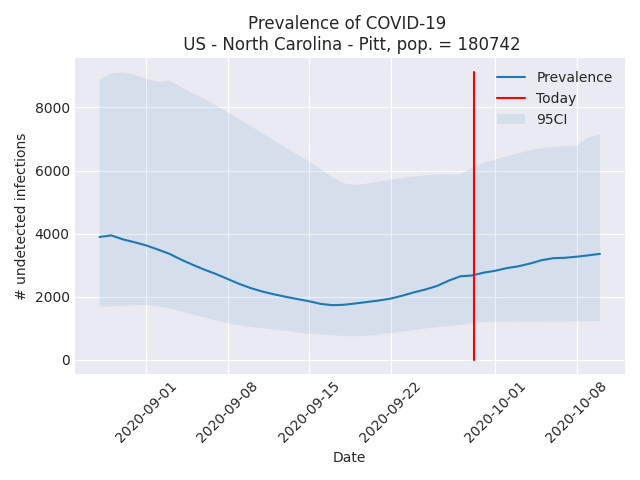 Prevalence of COVID-19
US - North Carolina - Pitt, pop. = 180742
Prevalence
Today
95CI
8000
6000
4000
2000
0
# undetected infections
2020-09-01
2020-09-08
2020-09-15
2020-09-22
2020-10-01
2020-10-08
Date